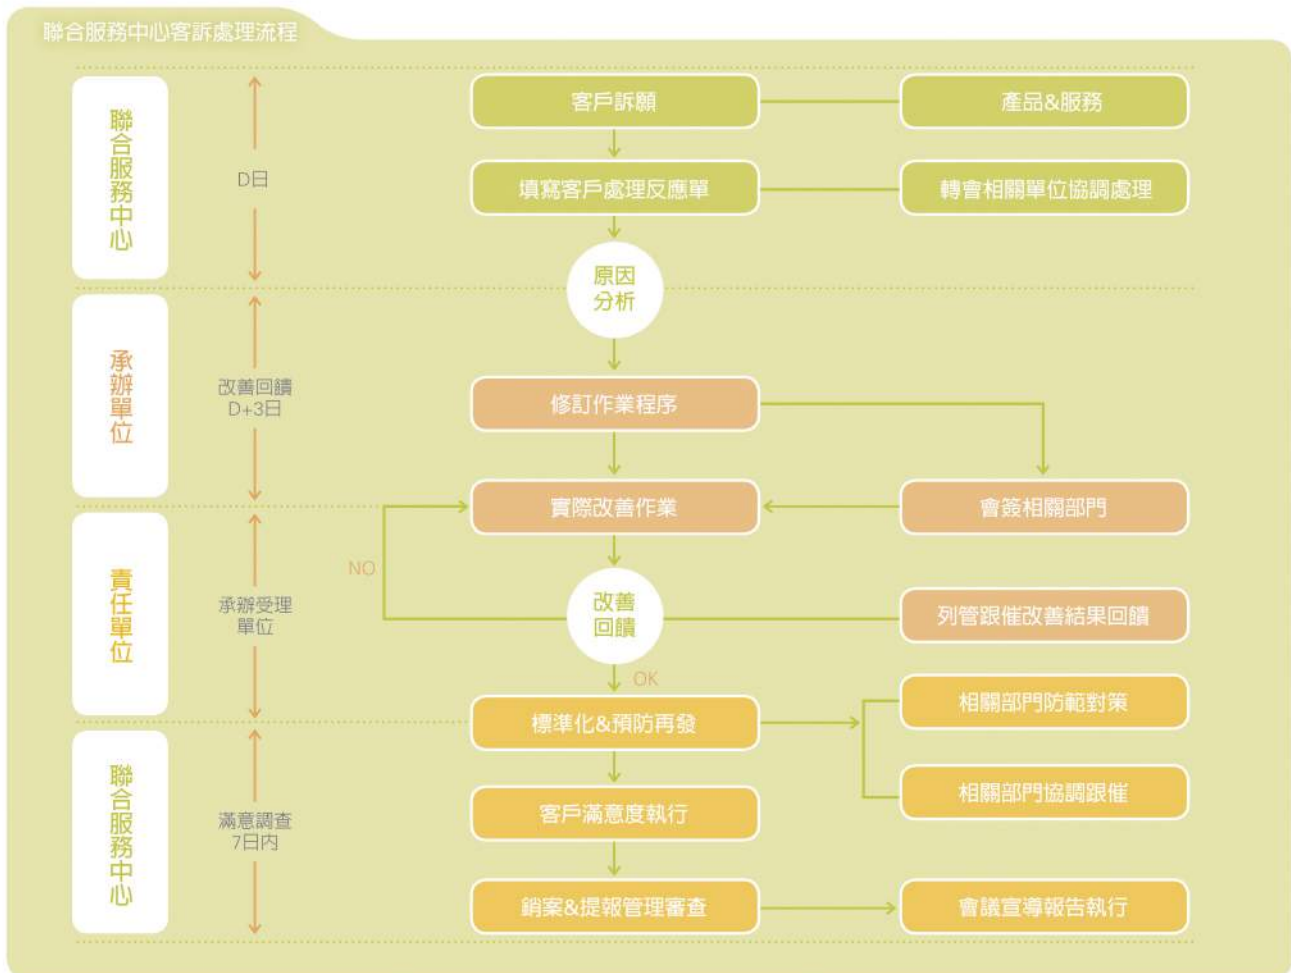 聯合服務中心客訴處理流程
聯合服務中心
D日
客戶訴願
產品&服務
填寫客戶處理反應單
轉會相關單位協調處理
原因
分析
承辦單位
改善回饋
D+3日
修訂作業程序
實際改善作業
會簽相關部門
責任單位
承辦受理
單位
NO
改善
回饋
列管跟催改善結果回饋
OK
標準化&預防再發
相關部門防範對策
相關部門協調跟催
聯合服務中心
滿意調查
7日內
客戶滿意度執行
銷案&提報管理審查
會議宣導報告執行